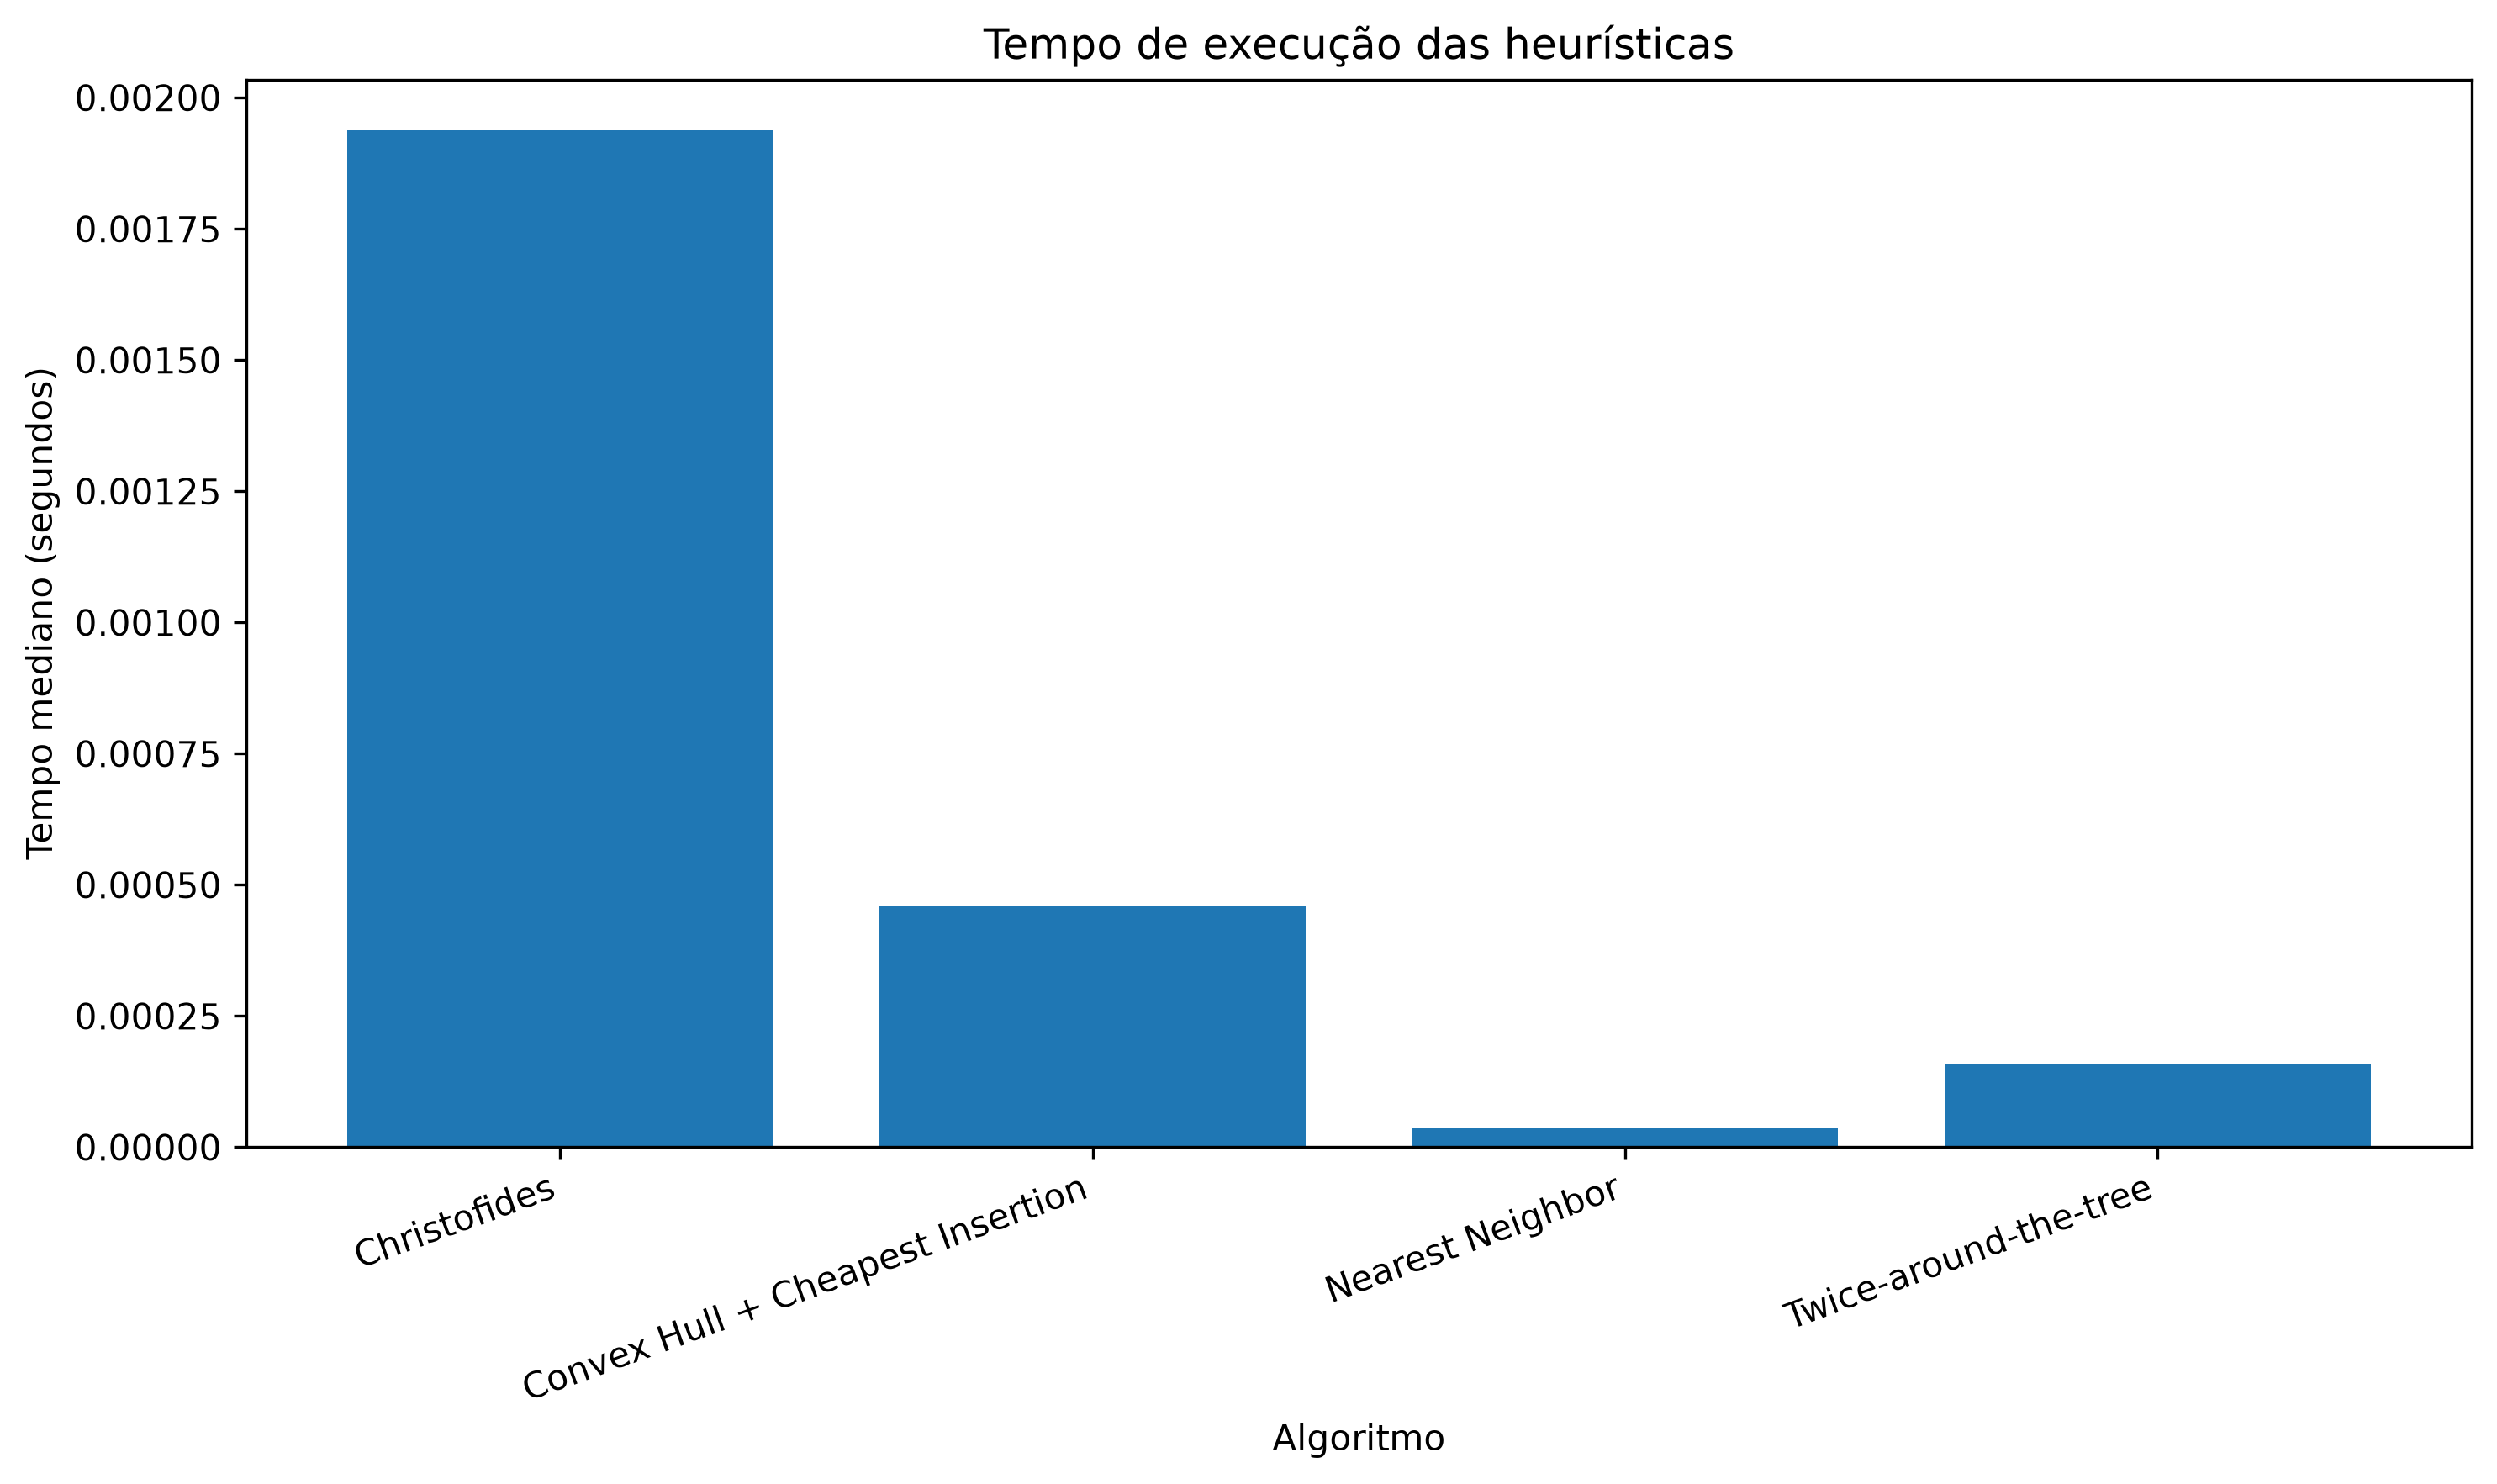 Tempo de execução das heurísticas
Tempo mediano (segundos)
0.00200
0.00175
0.00150
0.00125
0.00100
0.00075
0.00050
0.00025
0.00000
Christofides
Convex Hull + Cheapest Insertion
Nearest Neighbor
Twice-around-the-tree
Algoritmo